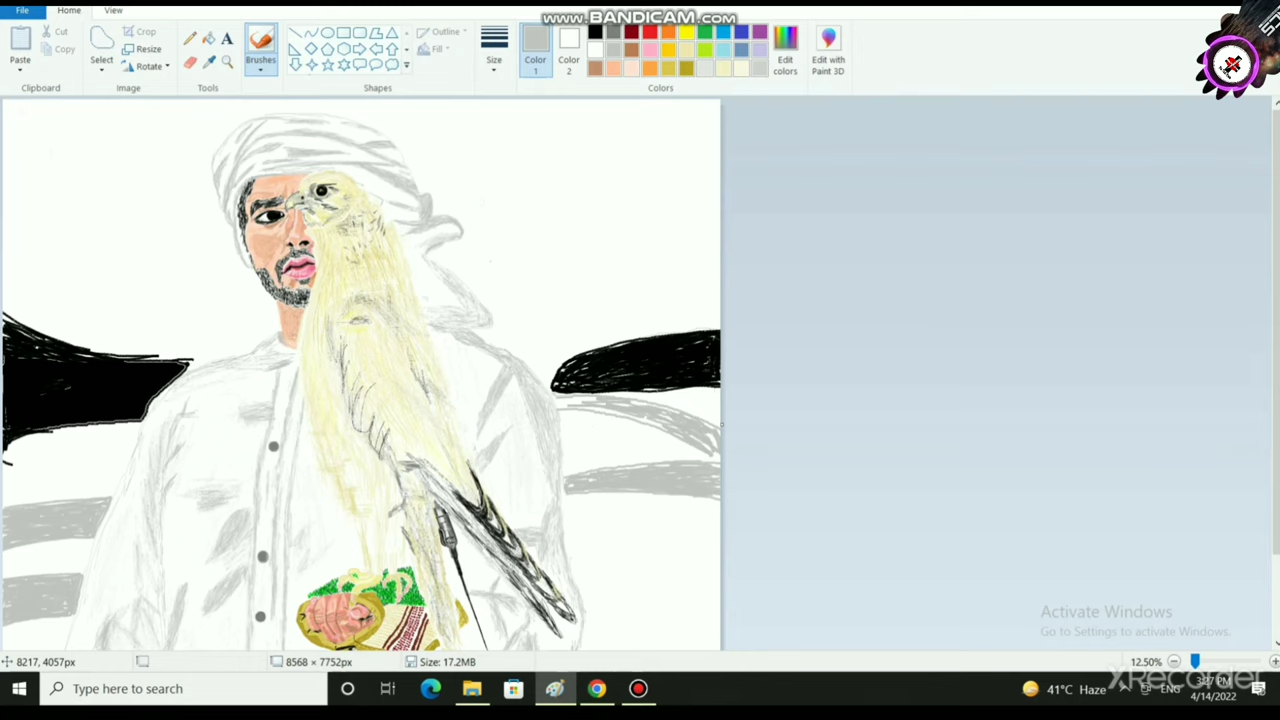 www.BANDICAM.com
File Home View
Paste
Cut
Copy
Clipboard
Select
Crop
Resize
Rotate
Image
A
Tools
Brushes
Outline
Fill
Shapes
Size
Color
1
Color
2
Edit
colors
Colors
Edit with
Paint 3D
Activate Windows
Go to Settings to activate Windows.
8217, 4057px
8568 × 7752px
Size: 17.2MB
12.50%
XRecorder
Type here to search
41°C Haze
ENG
3:27 PM
4/14/2022